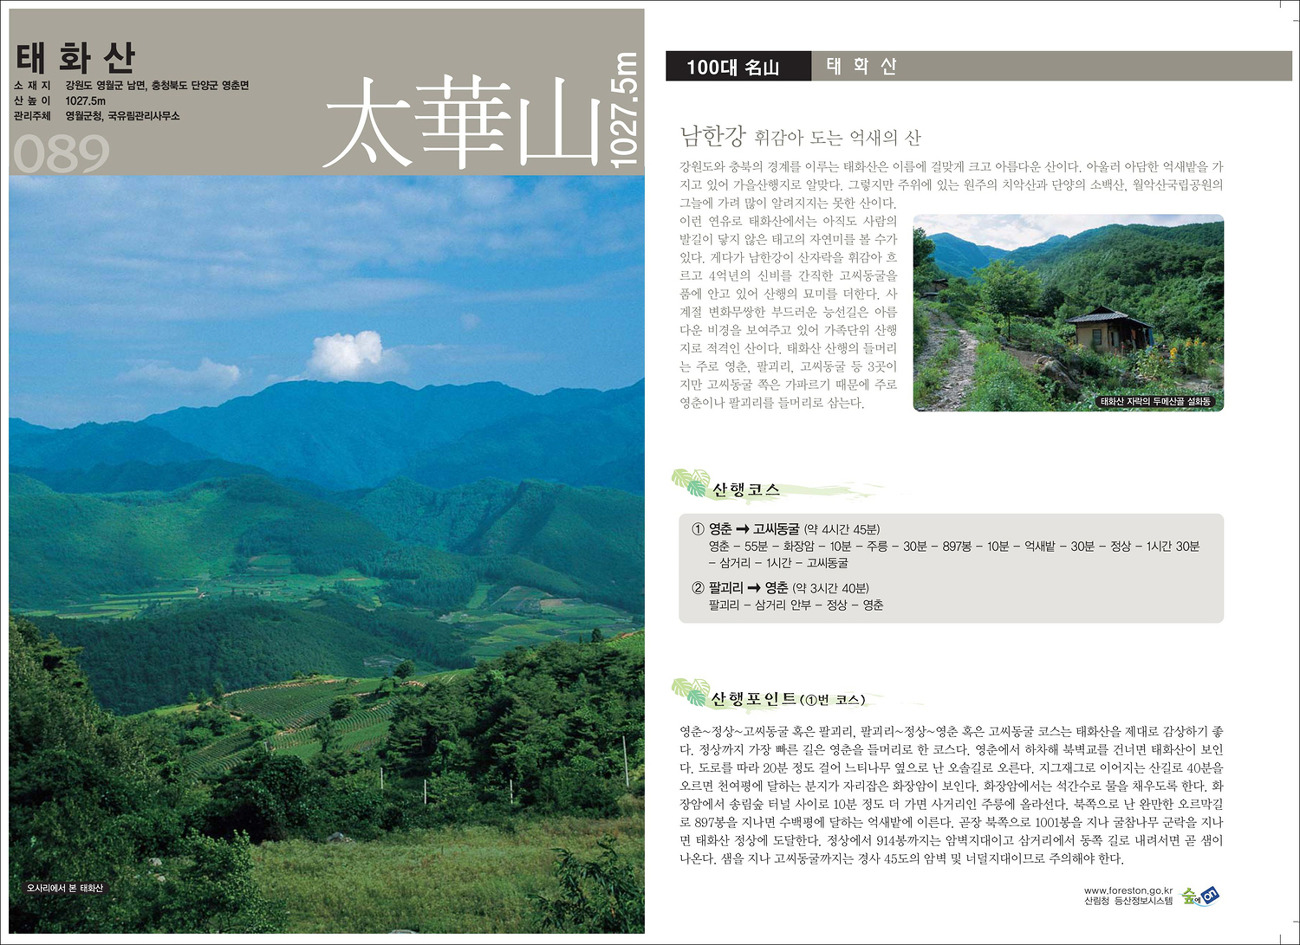 태화산
소재지 강원도 영월군 남면, 충청북도 단양군 영춘면
산높이 1027.5m
관리주체 영월군청, 국유림관리사무소
089
太華山
1027.5m
오사리에서 본 태화산
100대 名山 태화산
남한강 휘감아 도는 억새의 산
강원도와 충북의 경계를 이루는 태화산은 이름에 걸맞게 크고 아름다운 산이다. 아울러 아담한 억새밭을 가
지고 있어 가을산행지로 알맞다. 그렇지만 주위에 있는 원주의 치악산과 단양의 소백산, 월악산국립공원의
그늘에 가려 많이 알려지지는 못한 산이다.
이런 연유로 태화산에서는 아직도 사람의
발길이 닿지 않은 태고의 자연미를 볼 수가
있다. 게다가 남한강이 산자락을 휘감아 흐
르고 4억년의 신비를 간직한 고씨동굴을
품에 안고 있어 산행의 묘미를 더한다. 사
계절 변화무쌍한 부드러운 능선길은 아름
다운 비경을 보여주고 있어 가족단위 산행
지로 적격인 산이다. 태화산 산행의 들머리
는 주로 영춘, 팔괴리, 고씨동굴 등 3곳이
지만 고씨동굴 쪽은 가파르기 때문에 주로
영춘이나 팔괴리를 들머리로 삼는다.
태화산 자락의 두메산골 설화동
산행코스
① 영춘 ➞ 고씨동굴 (약 4시간 45분)
영춘 – 55분 – 화장암 – 10분 – 주릉 – 30분 – 897봉 – 10분 – 억새밭 – 30분 – 정상 – 1시간 30분
– 삼거리 – 1시간 – 고씨동굴
② 팔괴리 ➞ 영춘 (약 3시간 40분)
팔괴리 – 삼거리 안부 – 정상 – 영춘
산행포인트(①번 코스)
영춘~정상~고씨동굴 혹은 팔괴리, 팔괴리~정상~영춘 혹은 고씨동굴 코스는 태화산을 제대로 감상하기 좋
다. 정상까지 가장 빠른 길은 영춘을 들머리로 한 코스다. 영춘에서 하차해 북벽교를 건너면 태화산이 보인
다. 도로를 따라 20분 정도 걸어 느티나무 옆으로 난 오솔길로 오른다. 지그재그로 이어지는 산길로 40분을
오르면 천여평에 달하는 분지가 자리잡은 화장암이 보인다. 화장암에서는 석간수로 물을 채우도록 한다. 화
장암에서 송림숲 터널 사이로 10분 정도 더 가면 사거리인 주릉에 올라선다. 북쪽으로 난 완만한 오르막길
로 897봉을 지나면 수백평에 달하는 억새밭에 이른다. 곧장 북쪽으로 1001봉을 지나 굴참나무 군락을 지나
면 태화산 정상에 도달한다. 정상에서 914봉까지는 암벽지대이고 삼거리에서 동쪽 길로 내려서면 곧 샘이
나온다. 샘을 지나 고씨동굴까지는 경사 45도의 암벽 및 너덜지대이므로 주의해야 한다.
www.foreston.go.kr
산림청 등산정보시스템
숲에on